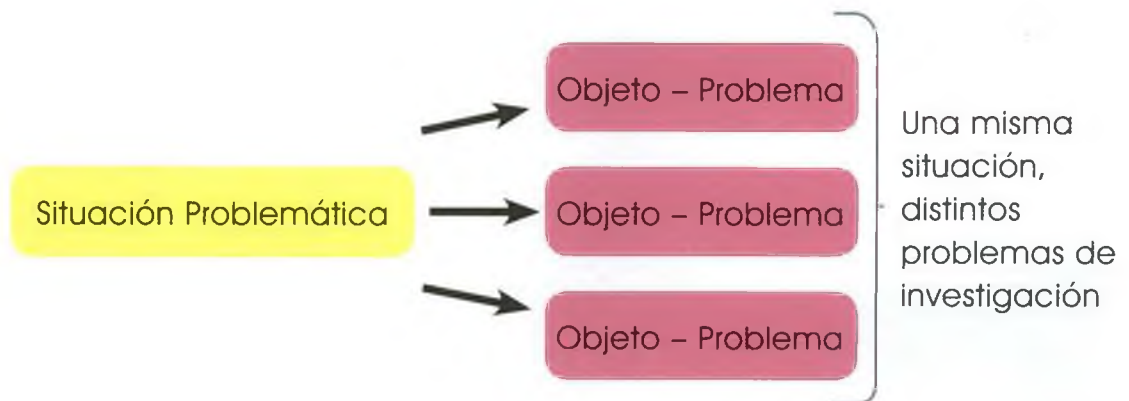 Situación Problemática
Objeto – Problema
Objeto – Problema
Objeto – Problema
Una misma
situación,
distintos
problemas de
investigación